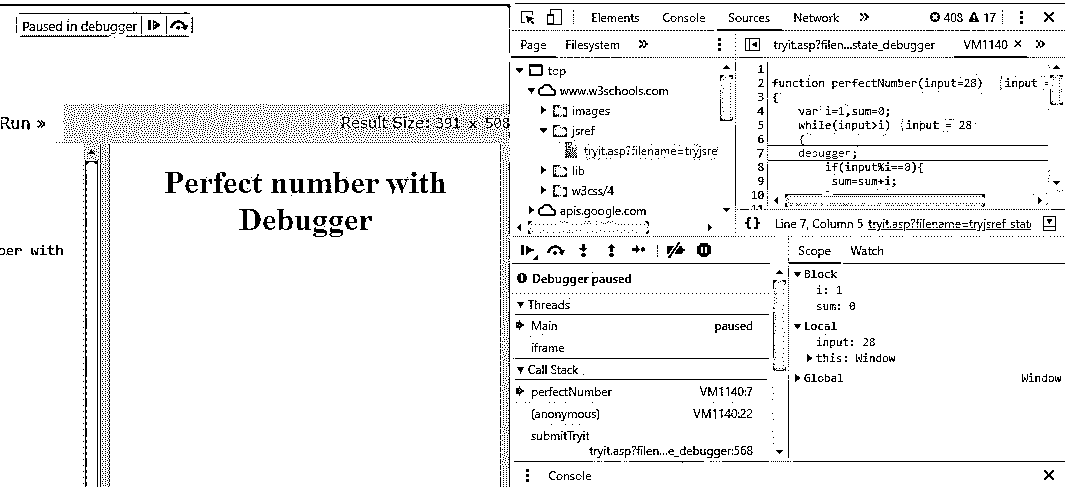 Paused in debugger
Run »
Result Size: 391 x 508
Perfect number with
Debugger
ber with
Elements Console Sources Network » 408 17
Page Filesystem »
top
www.w3schools.com
images
jsref
tryit.asp?filename=tryjsre
lib
w3css/4
apis.google.com
tryit.asp?filen...state_debugger VM1140 × »
1
2 function perfectNumber(input=28) input =
3 {
4 var i=1,sum=0;
5 while(input>i) input = 28
6 {
7 debugger;
8 if(input%i==0){
9 sum=sum+i;
10
{} Line 7, Column 5 tryit.asp?filename=tryjsref_stat
Debugger paused
Threads
Main paused
iframe
Call Stack
perfectNumber VM1140:7
(anonymous) VM1140:22
submitTryit
tryit.asp?filen...e_debugger:568
Scope Watch
Block
i: 1
sum: 0
Local
input: 28
this: Window
Global Window
Console